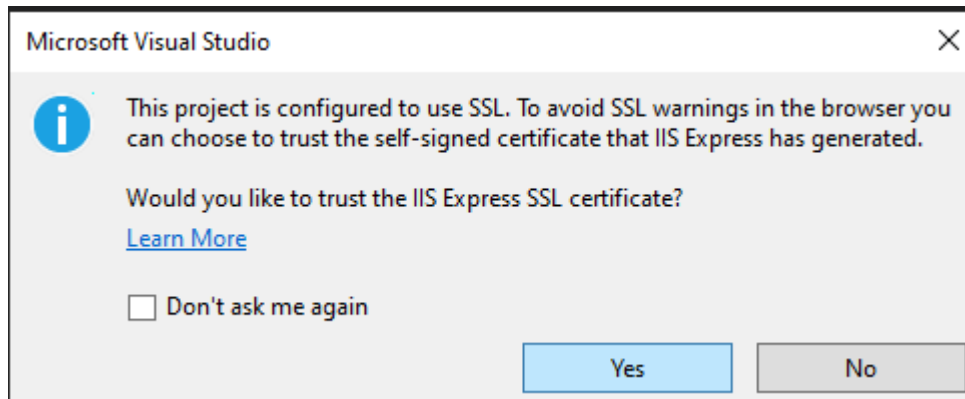 Microsoft Visual Studio
This project is configured to use SSL. To avoid SSL warnings in the browser you
can choose to trust the self-signed certificate that IIS Express has generated.
Would you like to trust the IIS Express SSL certificate?
Learn More
Don't ask me again
Yes
No